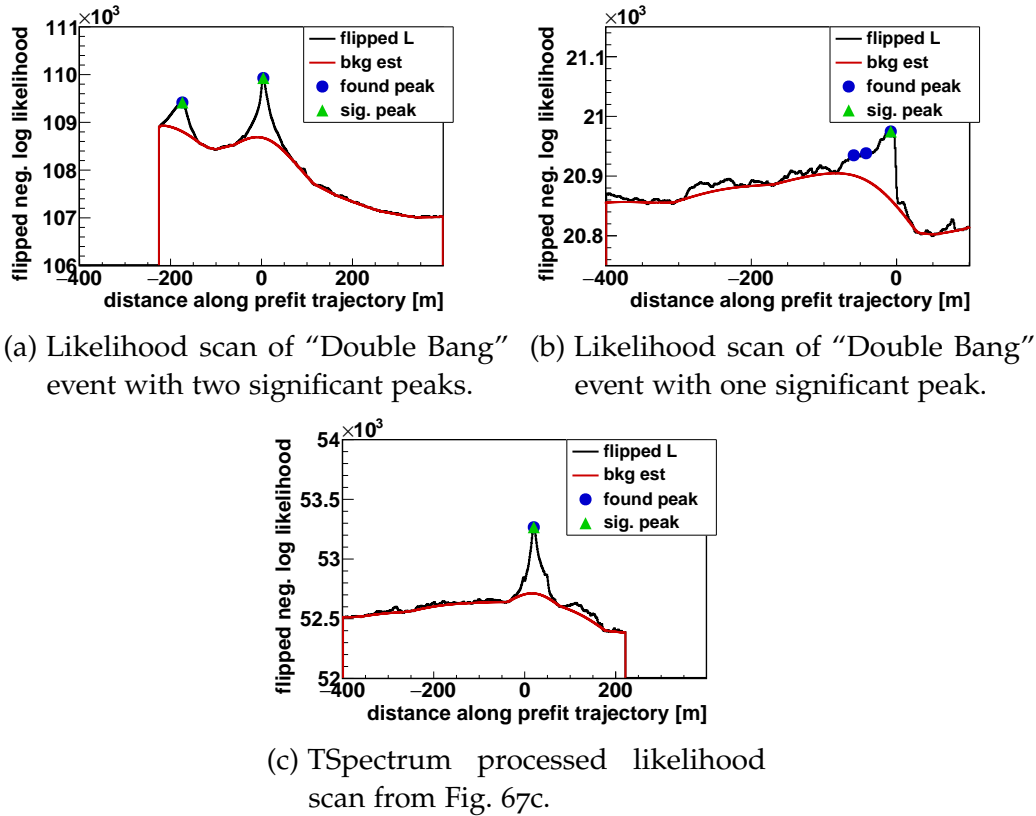 ×10³
111
110
109
108
107
106
−400
−200
0
200
flipped neg. log likelihood
distance along prefit trajectory [m]
flipped L
bkg est
found peak
sig. peak
×10³
21.1
21
20.9
20.8
−400
−200
0
flipped neg. log likelihood
distance along prefit trajectory [m]
flipped L
bkg est
found peak
sig. peak
(a) Likelihood scan of “Double Bang”
event with two significant peaks.
(b) Likelihood scan of “Double Bang”
event with one significant peak.
×10³
54
53.5
53
52.5
52
−400
−200
0
200
flipped neg. log likelihood
distance along prefit trajectory [m]
flipped L
bkg est
found peak
sig. peak
(c) TSpectrum processed likelihood
scan from Fig. 67c.